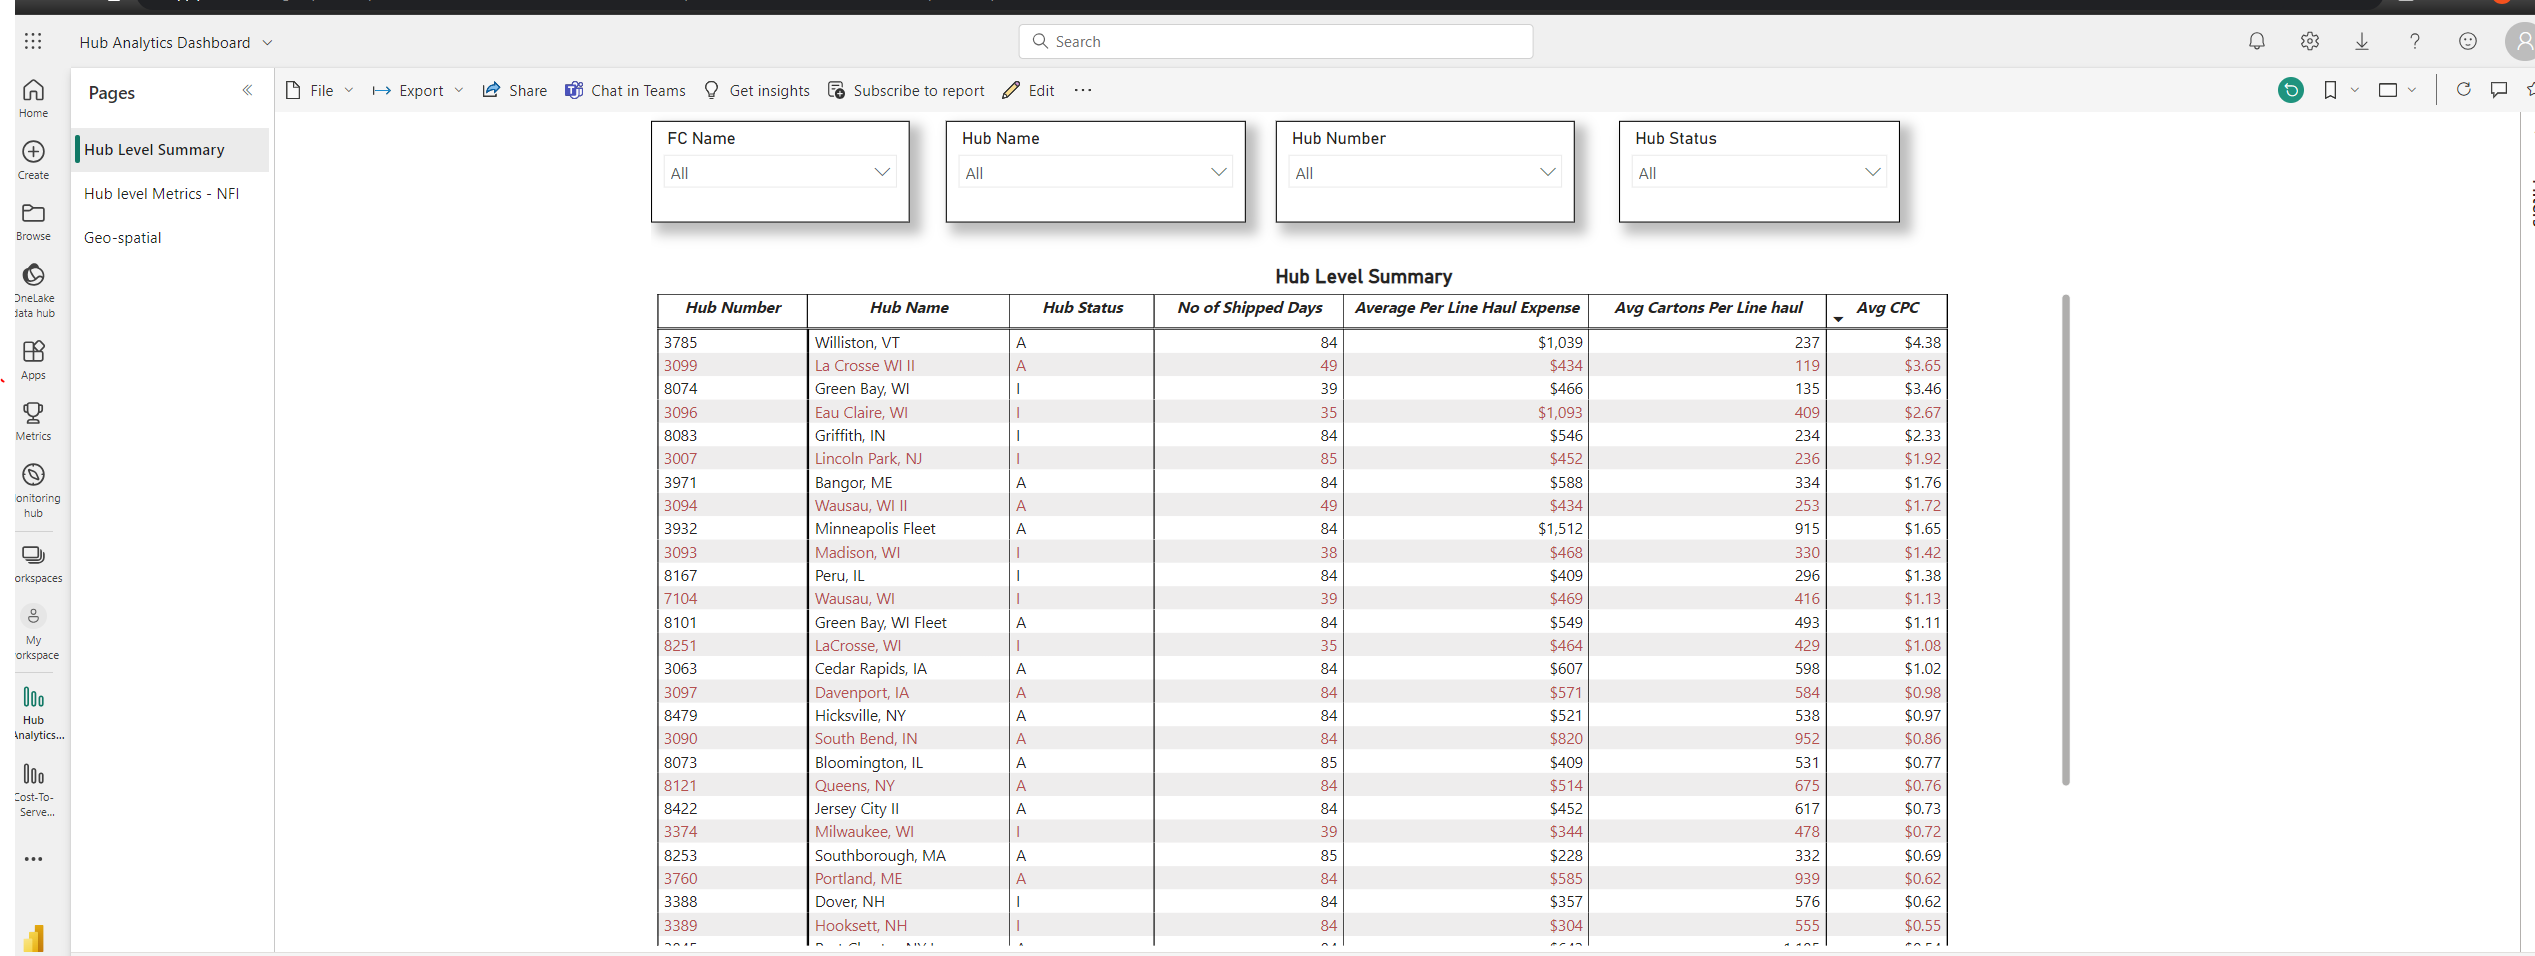 Hub Analytics Dashboard
Search
Home
Create
Browse
OneLake
data hub
Apps
Metrics
onitoring
hub
orkspaces
My
orkspace
Hub
Analytics...
Cost-To-
Serve...
Pages
Hub Level Summary
Hub level Metrics - NFI
Geo-spatial
File Export Share Chat in Teams Get insights Subscribe to report Edit
FC Name Hub Name Hub Number Hub Status
All All All All
Hub Level Summary
Hub Number Hub Name Hub Status No of Shipped Days Average Per Line Haul Expense Avg Cartons Per Line haul Avg CPC
3785 Williston, VT A 84 $1,039 237 $4.38
3099 La Crosse WI II A 49 $434 119 $3.65
8074 Green Bay, WI I 39 $466 135 $3.46
3096 Eau Claire, WI I 35 $1,093 409 $2.67
8083 Griffith, IN I 84 $546 234 $2.33
3007 Lincoln Park, NJ I 85 $452 236 $1.92
3971 Bangor, ME A 84 $588 334 $1.76
3094 Wausau, WI II A 49 $434 253 $1.72
3932 Minneapolis Fleet A 84 $1,512 915 $1.65
3093 Madison, WI I 38 $468 330 $1.42
8167 Peru, IL I 84 $409 296 $1.38
7104 Wausau, WI I 39 $469 416 $1.13
8101 Green Bay, WI Fleet A 84 $549 493 $1.11
8251 LaCrosse, WI I 35 $464 429 $1.08
3063 Cedar Rapids, IA A 84 $607 598 $1.02
3097 Davenport, IA A 84 $571 584 $0.98
8479 Hicksville, NY A 84 $521 538 $0.97
3090 South Bend, IN A 84 $820 952 $0.86
8073 Bloomington, IL A 85 $409 531 $0.77
8121 Queens, NY A 84 $514 675 $0.76
8422 Jersey City II A 84 $452 617 $0.73
3374 Milwaukee, WI I 39 $344 478 $0.72
8253 Southborough, MA A 85 $228 332 $0.69
3760 Portland, ME A 84 $585 939 $0.62
3388 Dover, NH I 84 $357 576 $0.62
3389 Hooksett, NH I 84 $304 555 $0.55